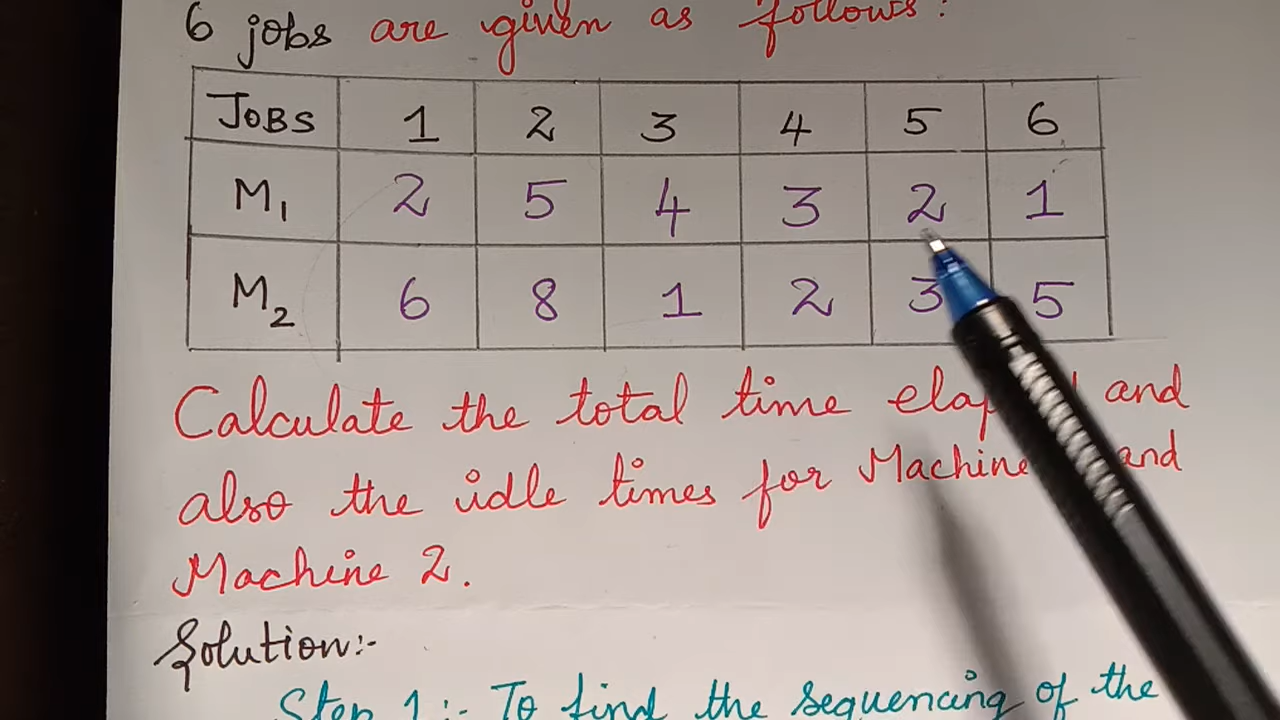 6 jobs are given as follows:
JOBS 1 2 3 4 5 6
M1 2 5 4 3 2 1
M2 6 8 1 2 3 5
Calculate the total time and
also the idle times for Machine and
Machine 2.
Solution:-
Step 1:- To find the sequencing of the